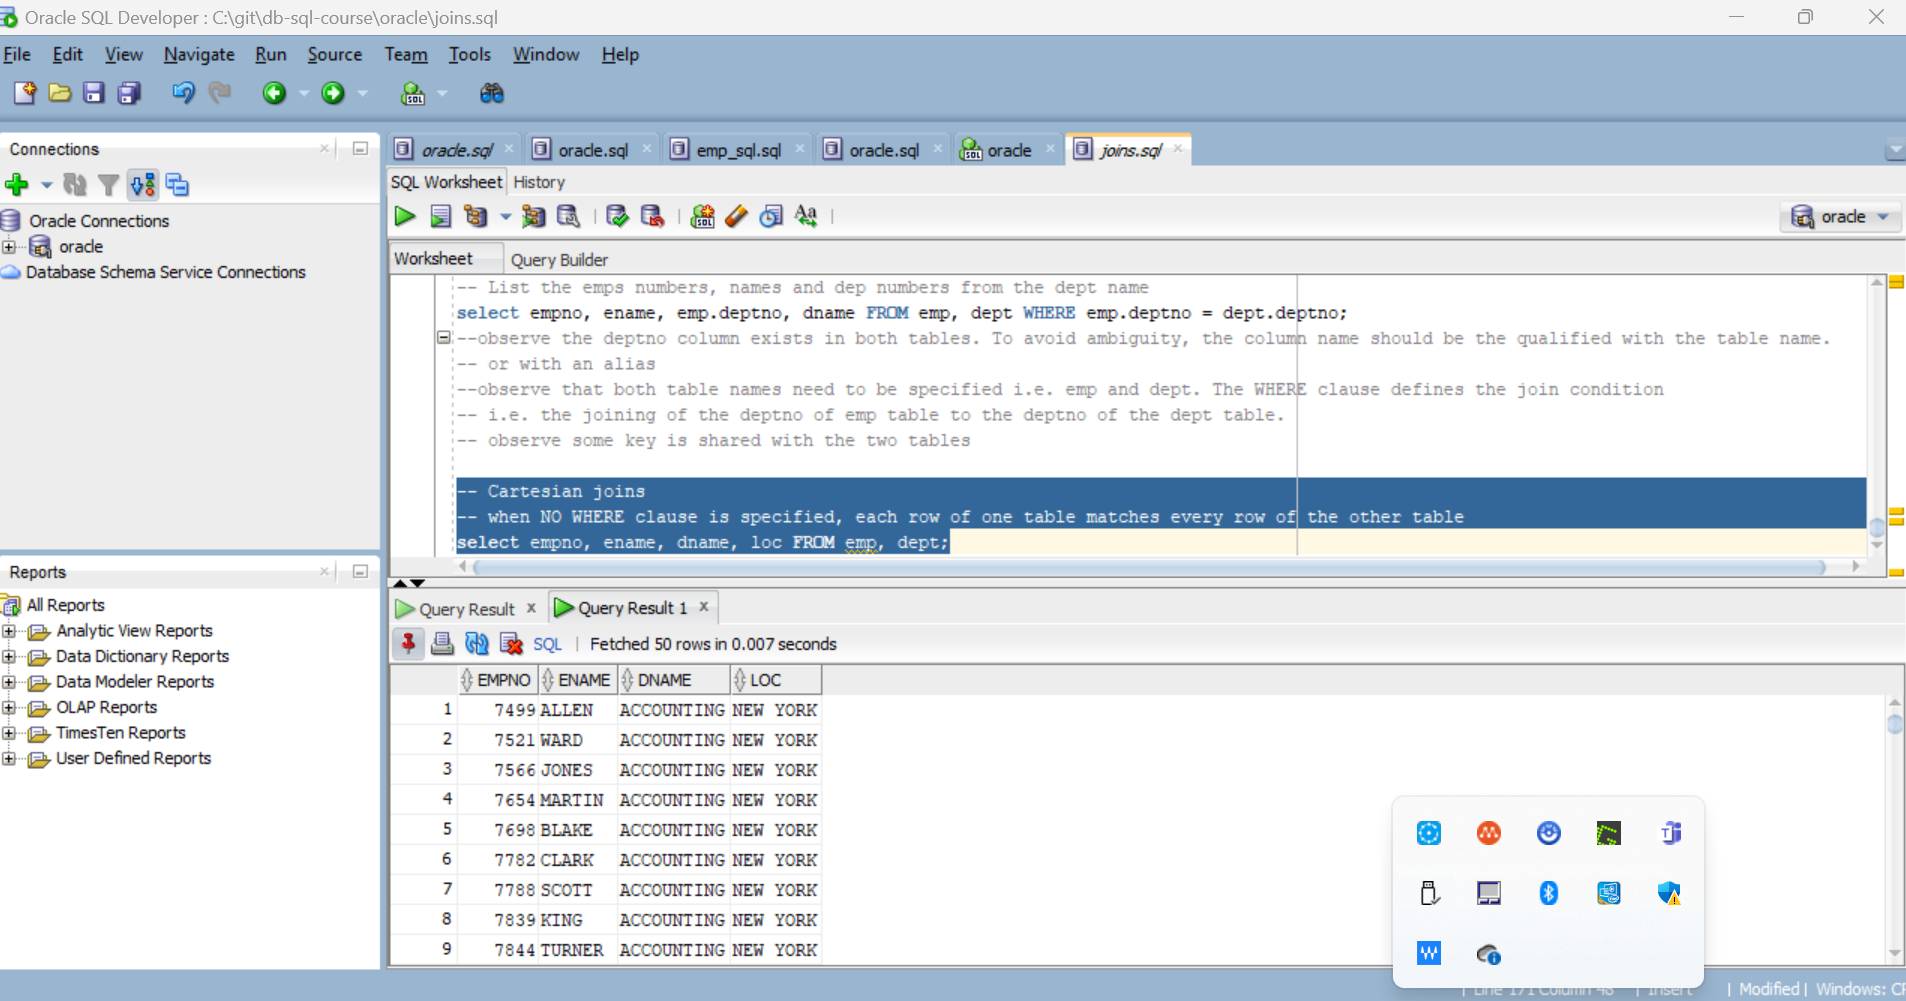 Oracle SQL Developer : C:\git\db-sql-course\oracle\joins.sql
File Edit View Navigate Run Source Team Tools Window Help
Connections
Oracle Connections
oracle
Database Schema Service Connections
Reports
All Reports
Analytic View Reports
Data Dictionary Reports
Data Modeler Reports
OLAP Reports
TimesTen Reports
User Defined Reports
oracle.sql oracle.sql emp_sql.sql oracle.sql oracle joins.sql
SQL Worksheet History
oracle
Worksheet Query Builder
-- List the emps numbers, names and dep numbers from the dept name
select empno, ename, emp.deptno, dname FROM emp, dept WHERE emp.deptno = dept.deptno;
--observe the deptno column exists in both tables. To avoid ambiguity, the column name should be the qualified with the table name.
-- or with an alias
--observe that both table names need to be specified i.e. emp and dept. The WHERE clause defines the join condition
-- i.e. the joining of the deptno of emp table to the deptno of the dept table.
-- observe some key is shared with the two tables
-- Cartesian joins
-- when NO WHERE clause is specified, each row of one table matches every row of the other table
select empno, ename, dname, loc FROM emp, dept;
Query Result Query Result 1
SQL Fetched 50 rows in 0.007 seconds
EMPNO ENAME DNAME LOC
1 7499 ALLEN ACCOUNTING NEW YORK
2 7521 WARD ACCOUNTING NEW YORK
3 7566 JONES ACCOUNTING NEW YORK
4 7654 MARTIN ACCOUNTING NEW YORK
5 7698 BLAKE ACCOUNTING NEW YORK
6 7782 CLARK ACCOUNTING NEW YORK
7 7788 SCOTT ACCOUNTING NEW YORK
8 7839 KING ACCOUNTING NEW YORK
9 7844 TURNER ACCOUNTING NEW YORK
Line 171 Column 48 | Insert | Modified | Windows: